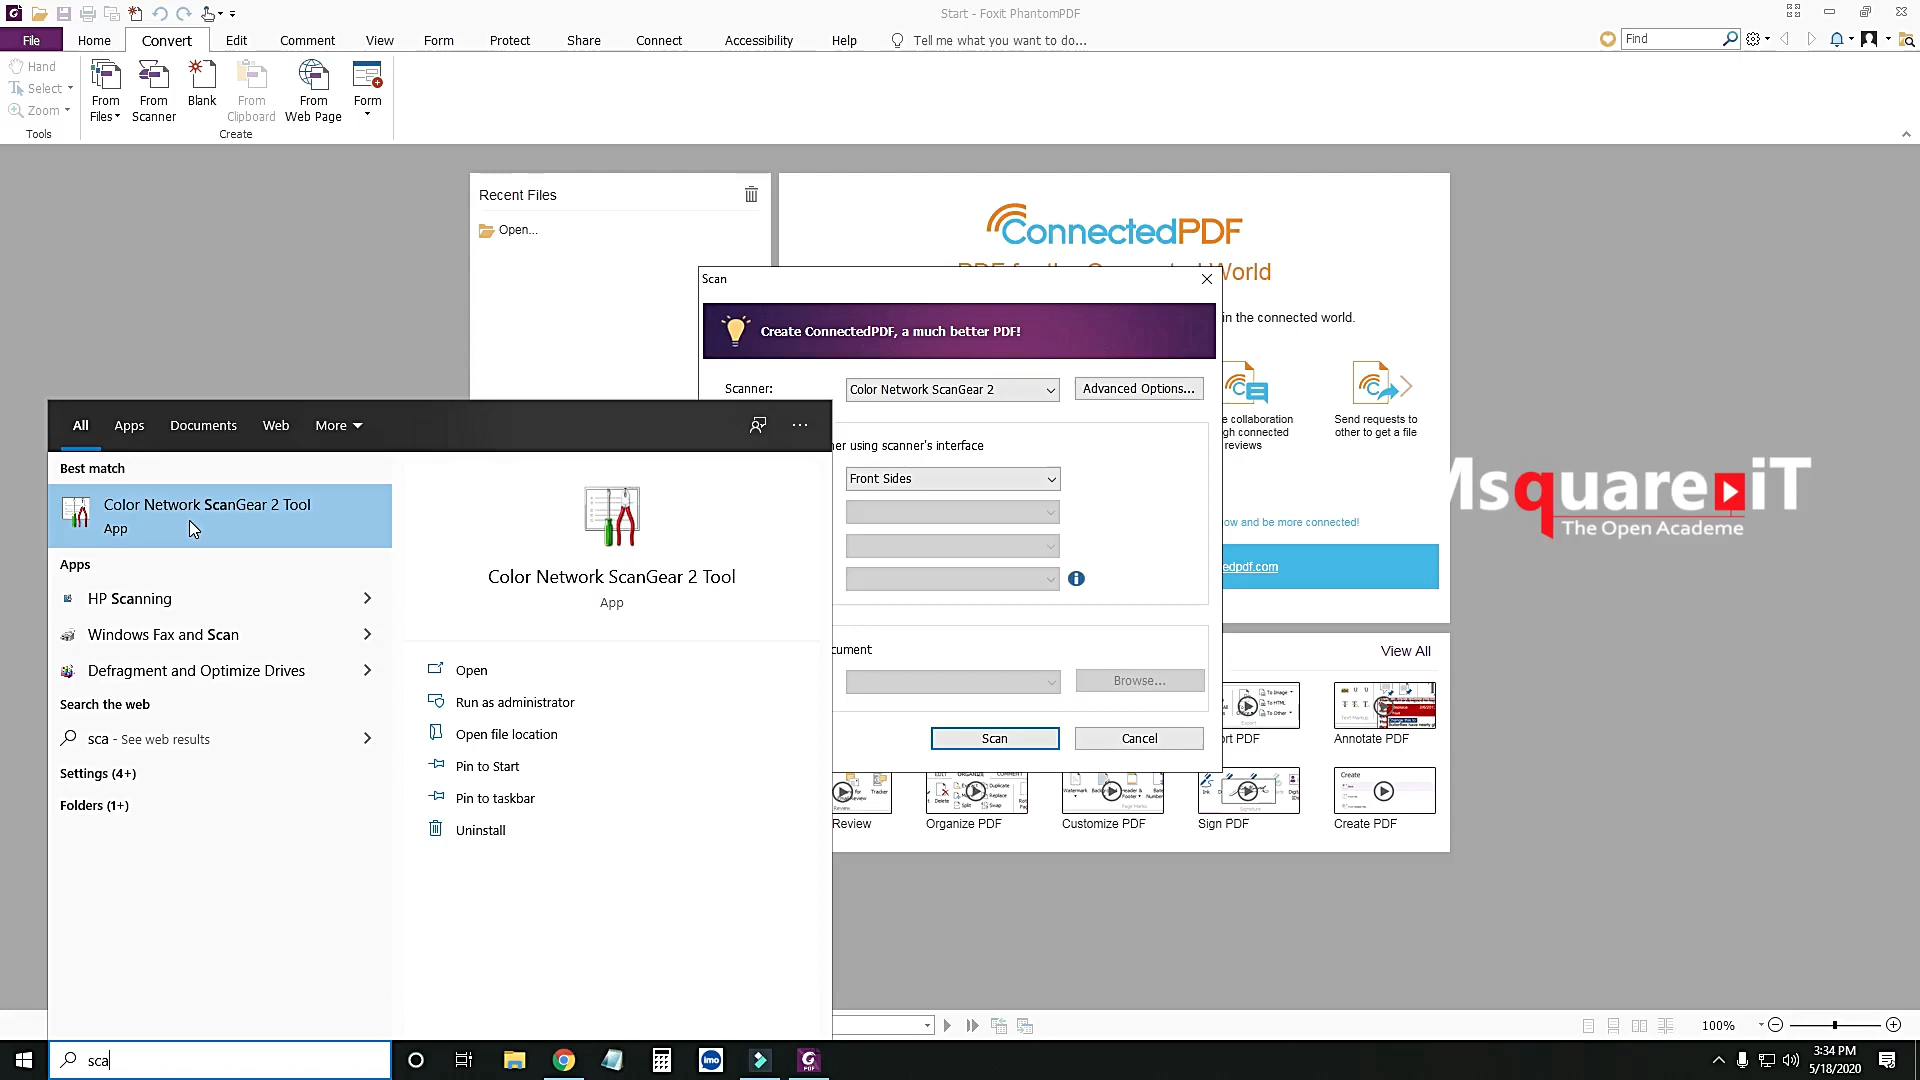 Start - Foxit PhantomPDF
File
Home
Convert
Edit
Comment
View
Form
Protect
Share
Connect
Accessibility
Help
Tell me what you want to do...
Find
Hand
Select
Zoom
Tools
From Files
From Scanner
Blank
From Clipboard
From Web Page
Form
Create
Recent Files
Open...
ConnectedPDF
World
in the connected world.
Scan
Create ConnectedPDF, a much better PDF!
Scanner:
Color Network ScanGear 2
Advanced Options...
er using scanner's interface
Front Sides
cument
Browse...
Scan
Cancel
e collaboration
gh connected
reviews
Send requests to
other to get a file
ow and be more connected!
edpdf.com
View All
rt PDF
Annotate PDF
Review
Organize PDF
Customize PDF
Sign PDF
Create PDF
Msquare iT
The Open Academe
All
Apps
Documents
Web
More
Best match
Color Network ScanGear 2 Tool
App
Apps
HP Scanning
Windows Fax and Scan
Defragment and Optimize Drives
Search the web
sca - See web results
Settings (4+)
Folders (1+)
Color Network ScanGear 2 Tool
App
Open
Run as administrator
Open file location
Pin to Start
Pin to taskbar
Uninstall
100%
sca
imo
3:34 PM
5/18/2020